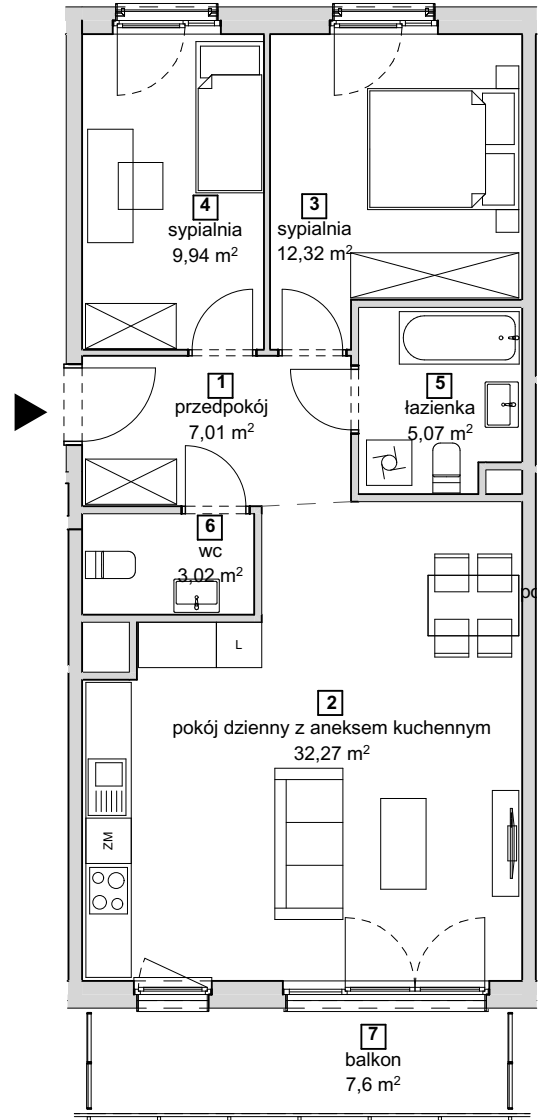 4
sypialnia
9,94 m²
3
sypialnia
12,32 m²
1
przedpokój
7,01 m²
5
łazienka
5,07 m²
6
wc
3,02 m²
L
2
pokój dzienny z aneksem kuchennym
32,27 m²
ZM
7
balkon
7,6 m²